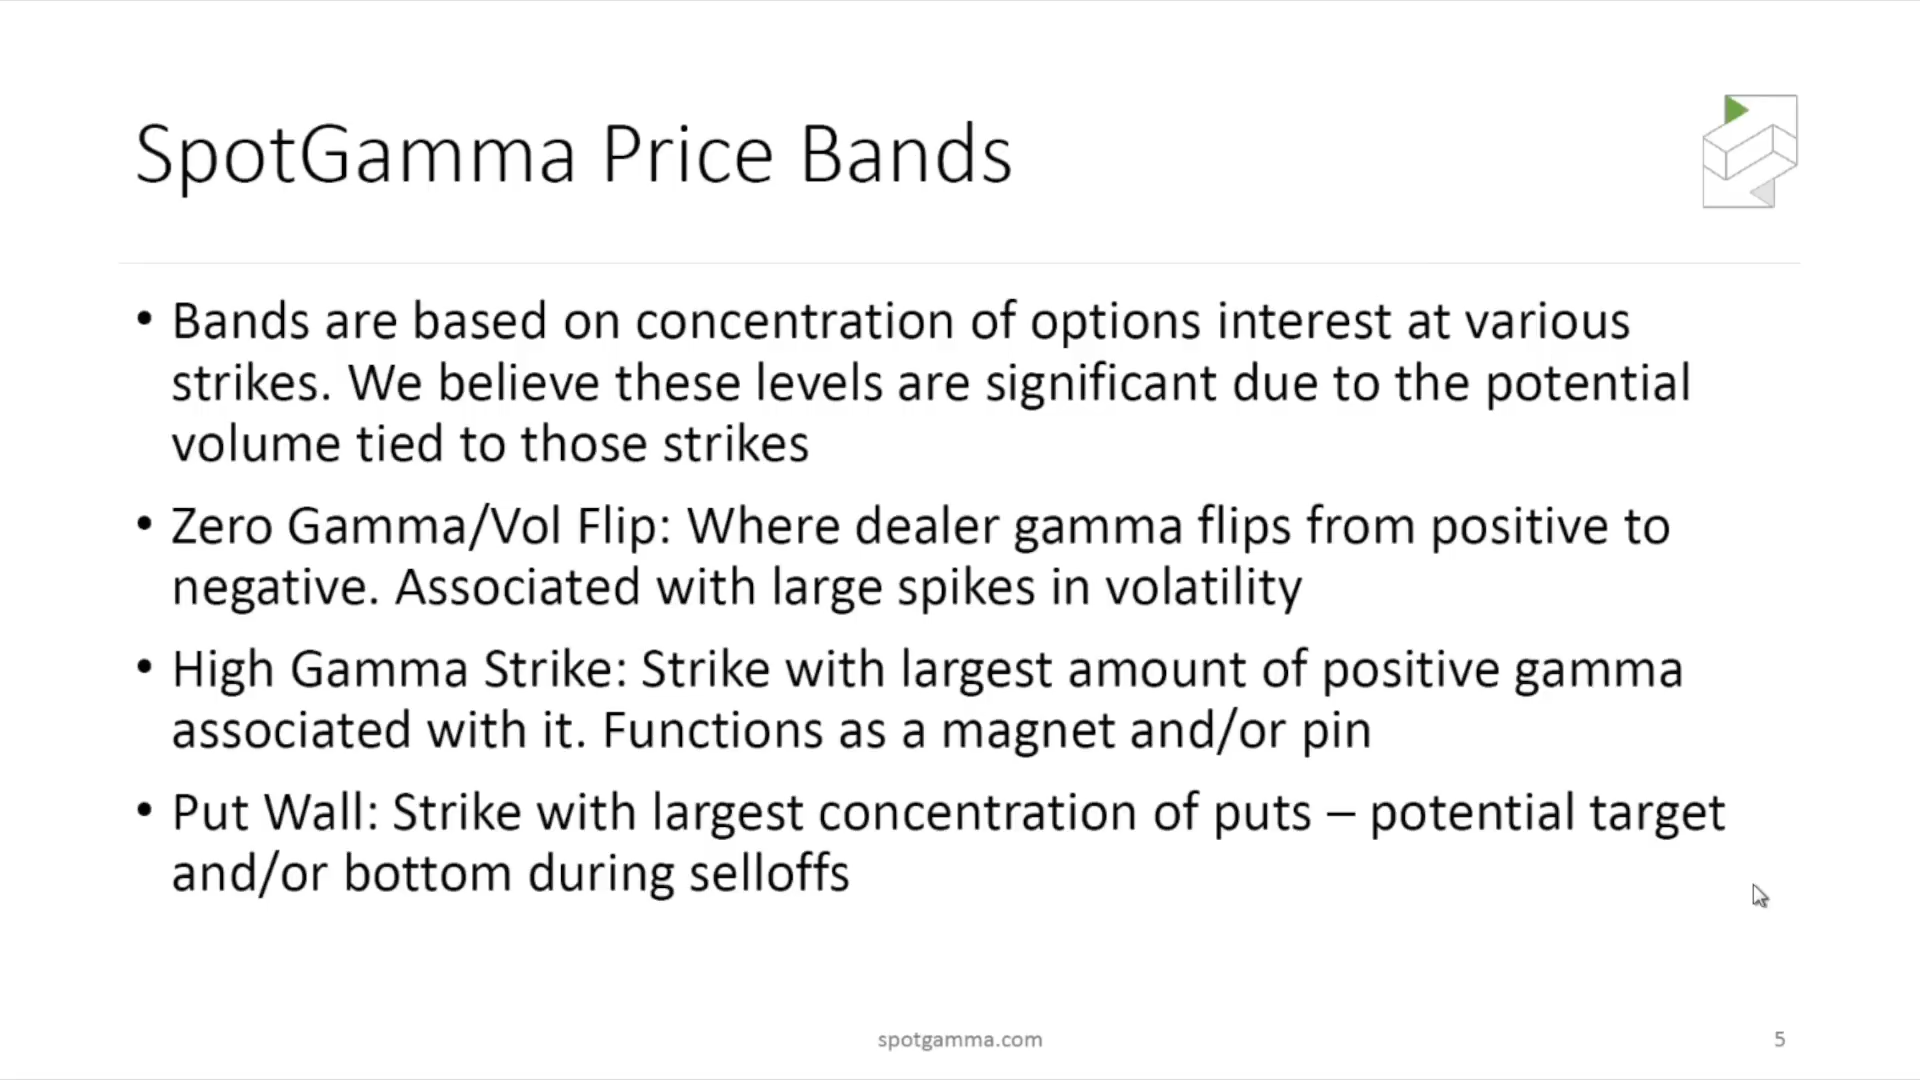 SpotGamma Price Bands
• Bands are based on concentration of options interest at various
strikes. We believe these levels are significant due to the potential
volume tied to those strikes
• Zero Gamma/Vol Flip: Where dealer gamma flips from positive to
negative. Associated with large spikes in volatility
• High Gamma Strike: Strike with largest amount of positive gamma
associated with it. Functions as a magnet and/or pin
• Put Wall: Strike with largest concentration of puts – potential target
and/or bottom during selloffs
spotgamma.com
5